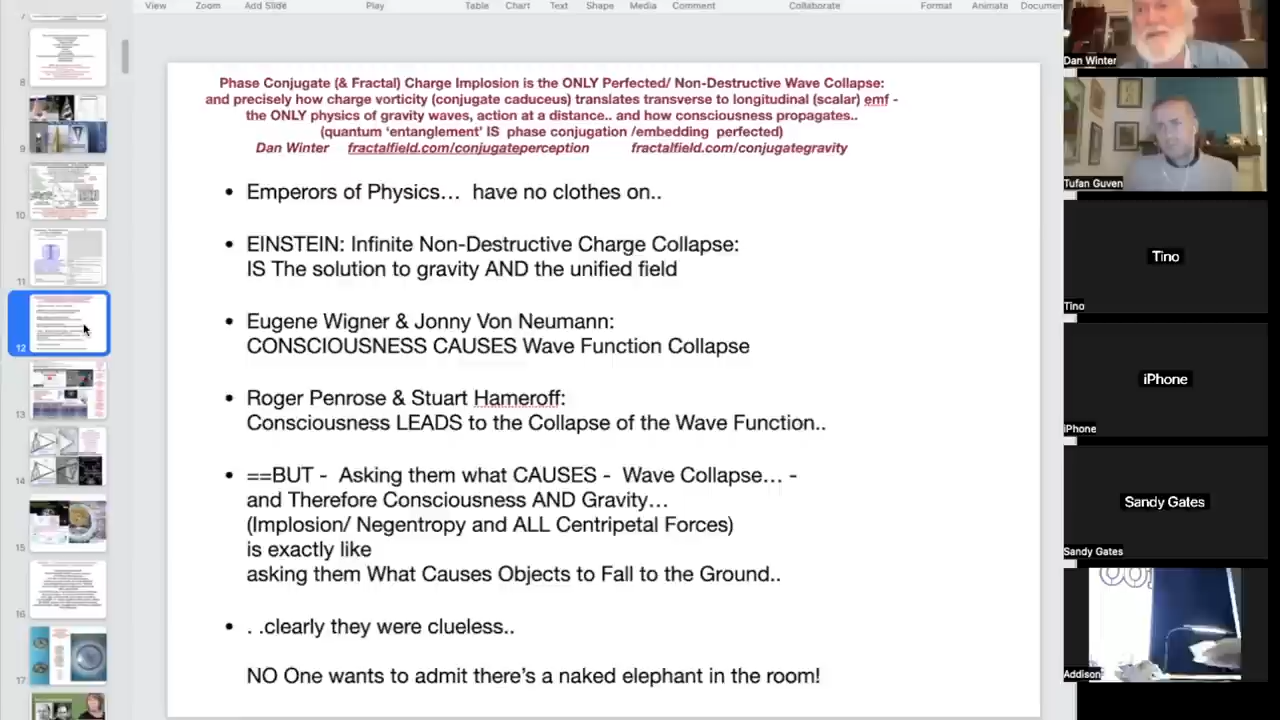 View Zoom Add Slide Play Table Chart Text Shape Media Comment Collaborate Format Animate Documen
7
8
9
10
11
12
13
14
15
16
17
Phase Conjugate (& Fractal) Charge Implosion is the ONLY Perfected/ Non-Destructive Wave Collapse:
and precisely how charge vorticity (conjugate caduceus) translates transverse to longitudinal (scalar) emf -
the ONLY physics of gravity waves, action at a distance.. and how consciousness propagates..
(quantum 'entanglement' IS phase conjugation /embedding perfected)
Dan Winter fractalfield.com/conjugateperception fractalfield.com/conjugategravity
• Emperors of Physics… have no clothes on..
• EINSTEIN: Infinite Non-Destructive Charge Collapse:
IS The solution to gravity AND the unified field
• Eugene Wigner & Jonny Von Neumann:
CONSCIOUSNESS CAUSES Wave Function Collapse
• Roger Penrose & Stuart Hameroff:
Consciousness LEADS to the Collapse of the Wave Function..
• ==BUT - Asking them what CAUSES - Wave Collapse… -
and Therefore Consciousness AND Gravity…
(Implosion/ Negentropy and ALL Centripetal Forces)
is exactly like
asking them What Causes objects to Fall to the Ground..
• . .clearly they were clueless..
NO One wants to admit there's a naked elephant in the room!
Dan Winter
Tufan Guven
Tino
Tino
iPhone
iPhone
Sandy Gates
Sandy Gates
Addison